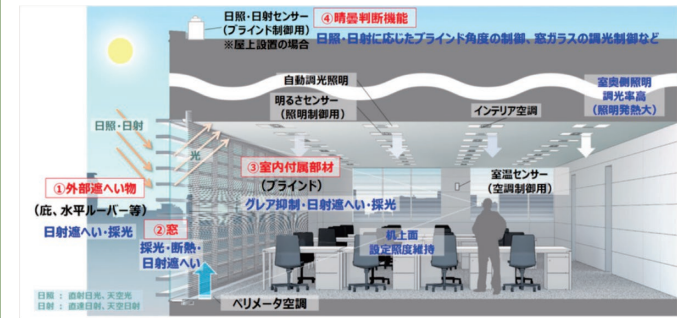 日照・日射センサー
(ブラインド制御用)
※屋上設置の場合
④晴曇判断機能
日照・日射に応じたブラインド角度の制御、窓ガラスの調光制御など
自動調光照明
明るさセンサー
(照明制御用)
インテリア空調
室奥側照明
調光率高
(照明発熱大)
日照・日射
光
①外部遮へい物
(庇、水平ルーバー等)
日射遮へい・採光
②窓
採光・断熱・
日射遮へい
③室内付属部材
(ブラインド)
グレア抑制・日射遮へい・採光
室温センサー
(空調制御用)
机上面
設定照度維持
ペリメータ空調
日照 : 直射日光、天空光
日射 : 直達日射、天空日射